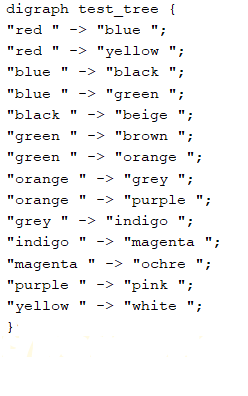 digraph test_tree {
"red " -> "blue ";
"red " -> "yellow ";
"blue " -> "black ";
"blue " -> "green ";
"black " -> "beige ";
"green " -> "brown ";
"green " -> "orange ";
"orange " -> "grey ";
"orange " -> "purple ";
"grey " -> "indigo ";
"indigo " -> "magenta ";
"magenta " -> "ochre ";
"purple " -> "pink ";
"yellow " -> "white ";
}